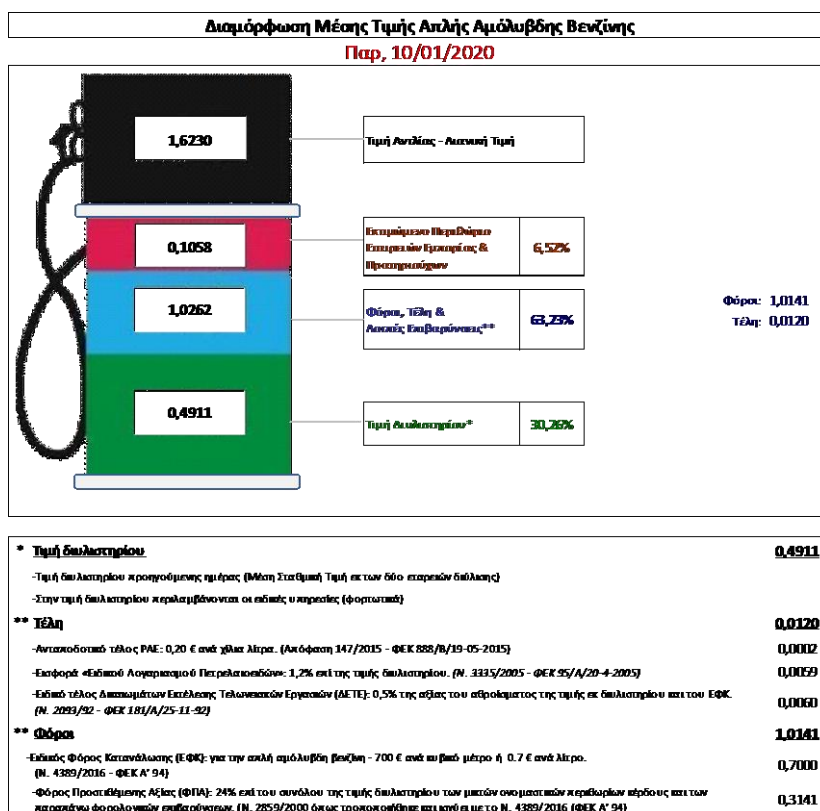 Διαμόρφωση Μέσης Τιμής Απλής Αμόλυβδης Βενζίνης
Παρ, 10/01/2020
1,6230
Τιμή Αντλίας - Λιανική Τιμή
0,1058
Εκτιμώμενο Περιθώριο
Εταιρειών Εμπορίας &
Πρατηριούχων
6,52%
1,0262
Φόροι, Τέλη &
Λοιπές Επιβαρύνσεις**
63,23%
Φόροι: 1,0141
Τέλη: 0,0120
0,4911
Τιμή Διυλιστηρίου*
30,26%
* Τιμή διυλιστηρίου 0,4911
-Τιμή διυλιστηρίου προηγούμενης ημέρας (Μέση Σταθμική Τιμή εκ των δύο εταιρειών διύλισης)
-Στην τιμή διυλιστηρίου περιλαμβάνονται οι ειδικές υπηρεσίες (φορτωτικά)
** Τέλη 0,0120
-Ανταποδοτικό τέλος ΡΑΕ: 0,20 € ανά χίλια λίτρα. (Απόφαση 147/2015 - ΦΕΚ 888/Β/19-05-2015) 0,0002
-Εισφορά «Ειδικού Λογαριασμού Πετρελαιοειδών»: 1,2% επί της τιμής διυλιστηρίου. (Ν. 3335/2005 - ΦΕΚ 95/Α/20-4-2005) 0,0059
-Ειδικό τέλος Δικαιωμάτων Εκτέλεσης Τελωνειακών Εργασιών (ΔΕΤΕ): 0,5% της αξίας του αθροίσματος της τιμής εκ διυλιστηρίου και του ΕΦΚ. 0,0060
(Ν. 2093/92 - ΦΕΚ 181/Α/25-11-92)
** Φόροι 1,0141
-Ειδικός Φόρος Κατανάλωσης (ΕΦΚ): για την απλή αμόλυβδη βενζίνη - 700 € ανά κυβικό μέτρο ή 0.7 € ανά λίτρο. 0,7000
(Ν. 4389/2016 - ΦΕΚ Α' 94)
-Φόρος Προστιθέμενης Αξίας (ΦΠΑ): 24% επί του συνόλου της τιμής διυλιστηρίου των μικτών ονομαστικών περιθωρίων κέρδους και των 0,3141
παραπάνω φορολογικών επιβαρύνσεων. (Ν. 2859/2000 όπως τροποποιήθηκε και ισχύει με το Ν. 4389/2016 (ΦΕΚ Α' 94)